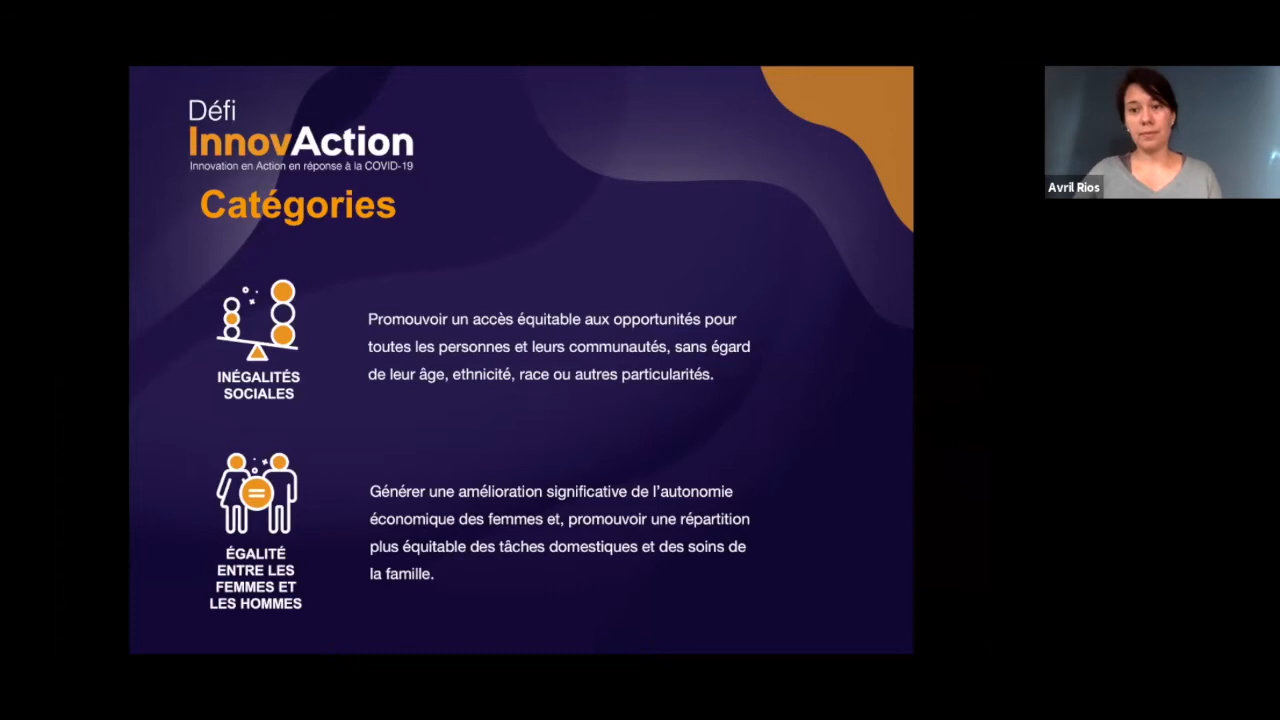 Défi
InnovAction
Innovation en Action en réponse à la COVID-19
Catégories
INÉGALITÉS
SOCIALES
Promouvoir un accès équitable aux opportunités pour
toutes les personnes et leurs communautés, sans égard
de leur âge, ethnicité, race ou autres particularités.
ÉGALITÉ
ENTRE LES
FEMMES ET
LES HOMMES
Générer une amélioration significative de l'autonomie
économique des femmes et, promouvoir une répartition
plus équitable des tâches domestiques et des soins de
la famille.
Avril Rios